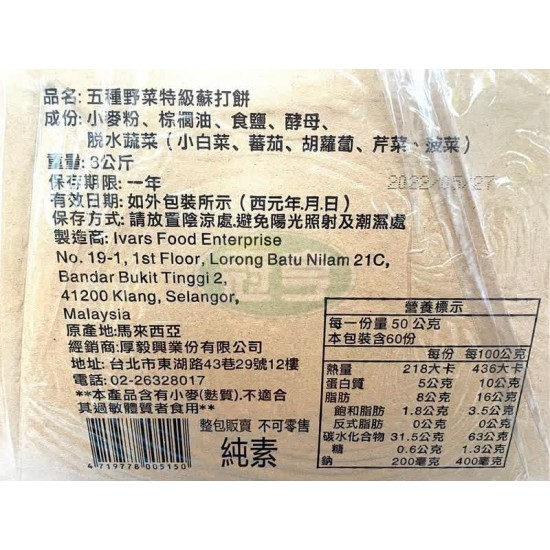 品名: 五種野菜特級蘇打餅
成份: 小麥粉、棕櫚油、食鹽、酵母、
脫水蔬菜（小白菜、蕃茄、胡蘿蔔、芹菜、菠菜）
重量: 3公斤
保存期限: 一年
2022/05/27
有效日期: 如外包裝所示（西元年.月.日）
保存方式: 請放置陰涼處.避免陽光照射及潮濕處
製造商: Ivars Food Enterprise
No. 19-1, 1st Floor, Lorong Batu Nilam 21C,
Bandar Bukit Tinggi 2,
41200 Klang, Selangor,
Malaysia
原產地:馬來西亞
經銷商: 厚毅興業份有限公司
地址: 台北市東湖路43巷29號12樓
電話: 02-26328017
**本產品含有小麥(麩質).不適合
其過敏體質者食用**
整包販賣 不可零售
純素
4719778 005150
營養標示
每一份量 50 公克
本包裝含60份
每份 每100公克
熱量 218大卡 436大卡
蛋白質 5公克 10公克
脂肪 8公克 16公克
飽和脂肪 1.8公克 3.5公克
反式脂肪 0公克 0公克
碳水化合物 31.5公克 63公克
糖 0.6公克 1.3公克
鈉 200毫克 400毫克